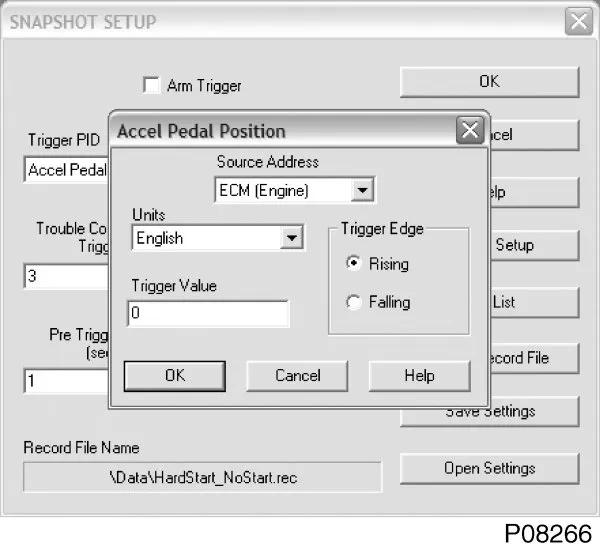 SNAPSHOT SETUP
Arm Trigger
OK
Trigger PID
Accel Pedal
Accel Pedal Position
Source Address
ECM (Engine)
Units
English
Trigger Edge
Rising
Falling
Trigger Value
0
OK
Cancel
Help
Trouble Co
Trigg
3
Pre Trigg
(sec
1
cel
elp
Setup
List
ecord File
Save Settings
Open Settings
Record File Name
\Data\HardStart_NoStart.rec
P08266